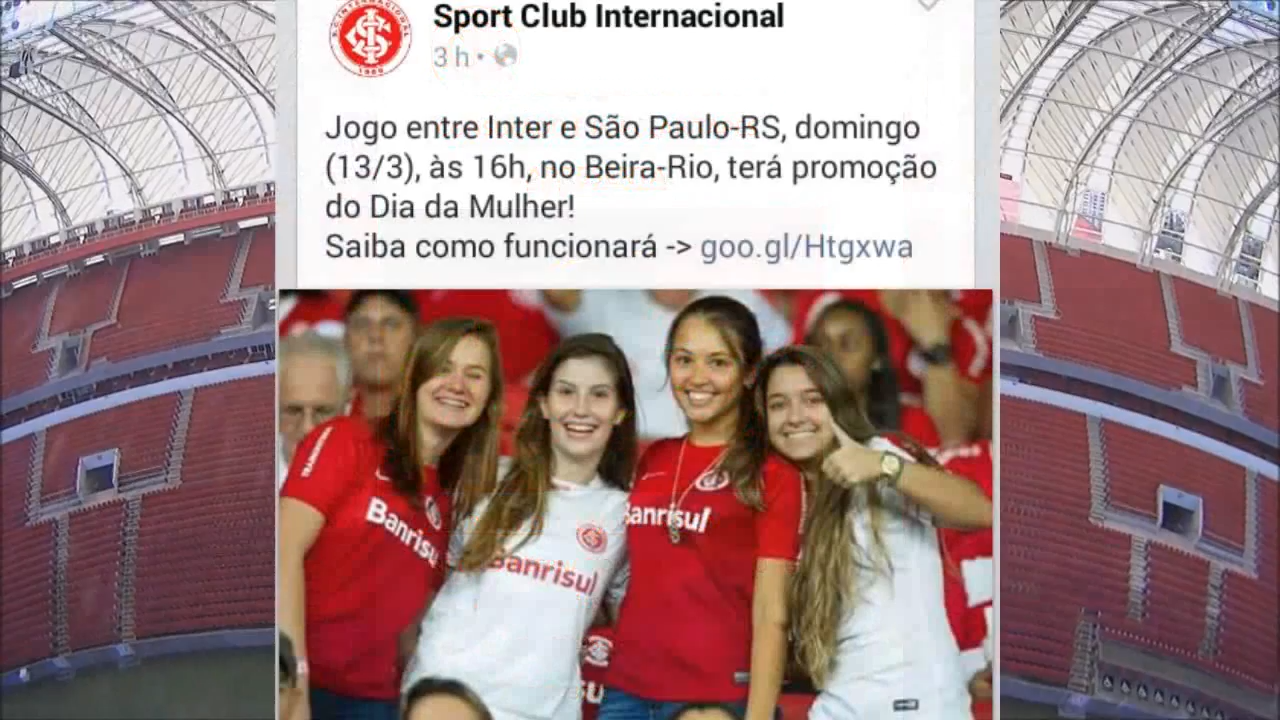 Sport Club Internacional
3 h
Jogo entre Inter e São Paulo-RS, domingo
(13/3), às 16h, no Beira-Rio, terá promoção
do Dia da Mulher!
Saiba como funcionará -> goo.gl/Htgxwa
Banrisul
Banrisul
Banrisul